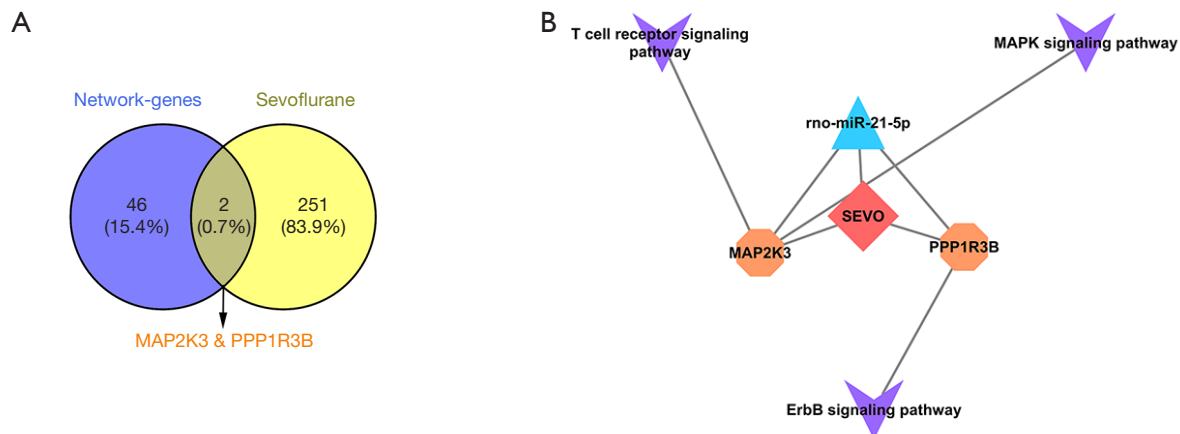 A
Network-genes
Sevoflurane
46
(15.4%)
2
(0.7%)
251
(83.9%)
MAP2K3 & PPP1R3B
B
T cell receptor signaling
pathway
MAPK signaling pathway
rno-miR-21-5p
SEVO
MAP2K3
PPP1R3B
ErbB signaling pathway